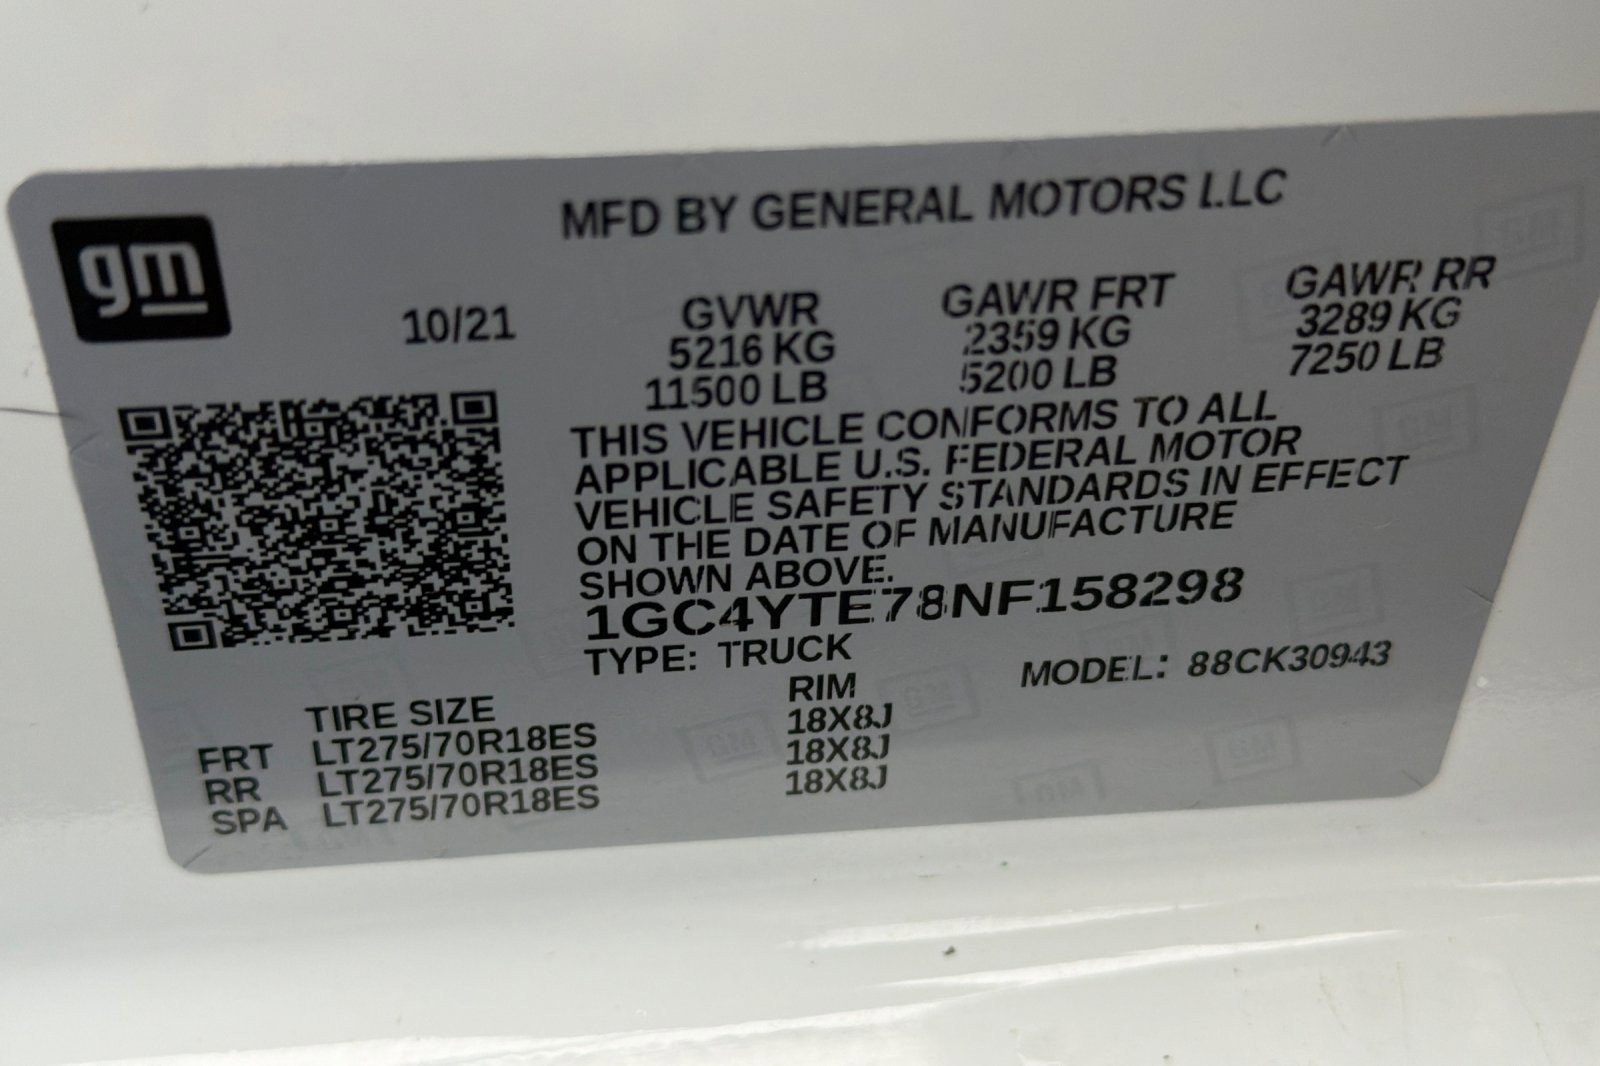 gm
MFD BY GENERAL MOTORS LLC
10/21
GVWR GAWR FRT GAWR RR
5216 KG 2359 KG 3289 KG
11500 LB 5200 LB 7250 LB
THIS VEHICLE CONFORMS TO ALL
APPLICABLE U.S. FEDERAL MOTOR
VEHICLE SAFETY STANDARDS IN EFFECT
ON THE DATE OF MANUFACTURE
SHOWN ABOVE.
1GC4YTE78NF158298
TYPE: TRUCK MODEL: 88CK30943
TIRE SIZE RIM
FRT LT275/70R18ES 18X8J
RR LT275/70R18ES 18X8J
SPA LT275/70R18ES 18X8J